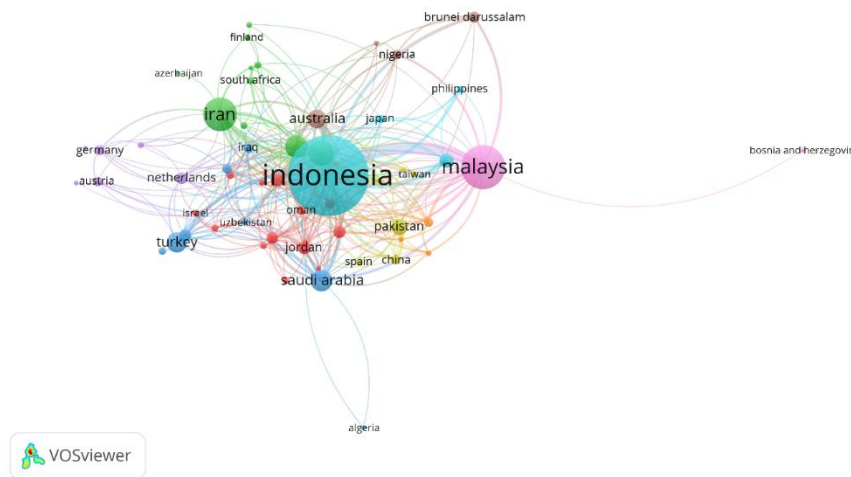 brunei darussalam
finland
nigeria
azerbaijan
south africa
philippines
iran
australia
japan
germany
iraq
bosnia and herzegovin
indonesia
malaysia
taiwan
austria
netherlands
israel
oman
uzbekistan
pakistan
turkey
jordan
spain
china
saudi arabia
algeria
VOSviewer